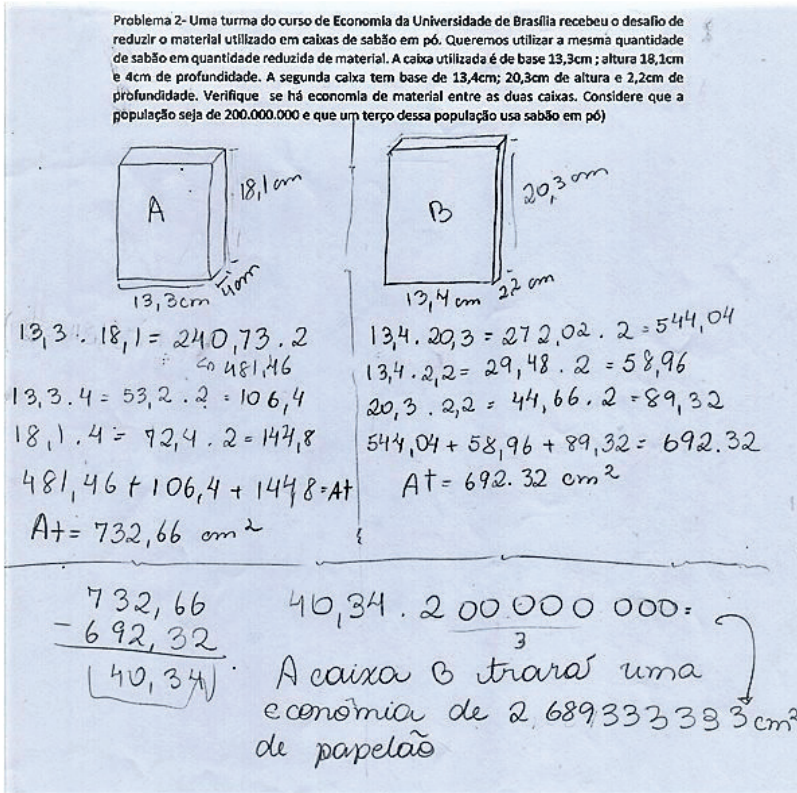 Problema 2- Uma turma do curso de Economia da Universidade de Brasília recebeu o desafio de
reduzir o material utilizado em caixas de sabão em pó. Queremos utilizar a mesma quantidade
de sabão em quantidade reduzida de material. A caixa utilizada é de base 13,3cm ; altura 18,1cm
e 4cm de profundidade. A segunda caixa tem base de 13,4cm; 20,3cm de altura e 2,2cm de
profundidade. Verifique se há economia de material entre as duas caixas. Considere que a
população seja de 200.000.000 e que um terço dessa população usa sabão em pó)
A
18,1 cm
4cm
13,3cm
B
20,3 cm
22 cm
13,4 cm
13,3 . 18,1 = 240,73 . 2
481,46
13,3 . 4 = 53,2 . 2 = 106,4
18,1 . 4 = 72,4 . 2 = 144,8
481,46 + 106,4 + 144,8 = At
At = 732,66 cm²
13,4 . 20,3 = 272,02 . 2 = 544,04
13,4 . 2,2 = 29,48 . 2 = 58,96
20,3 . 2,2 = 44,66 . 2 = 89,32
544,04 + 58,96 + 89,32 = 692.32
At = 692.32 cm²
732,66
- 692,32
40,34
40,34 . 200 000 000 =
3
A caixa B trará uma
economia de 2 689333333 cm²
de papelão